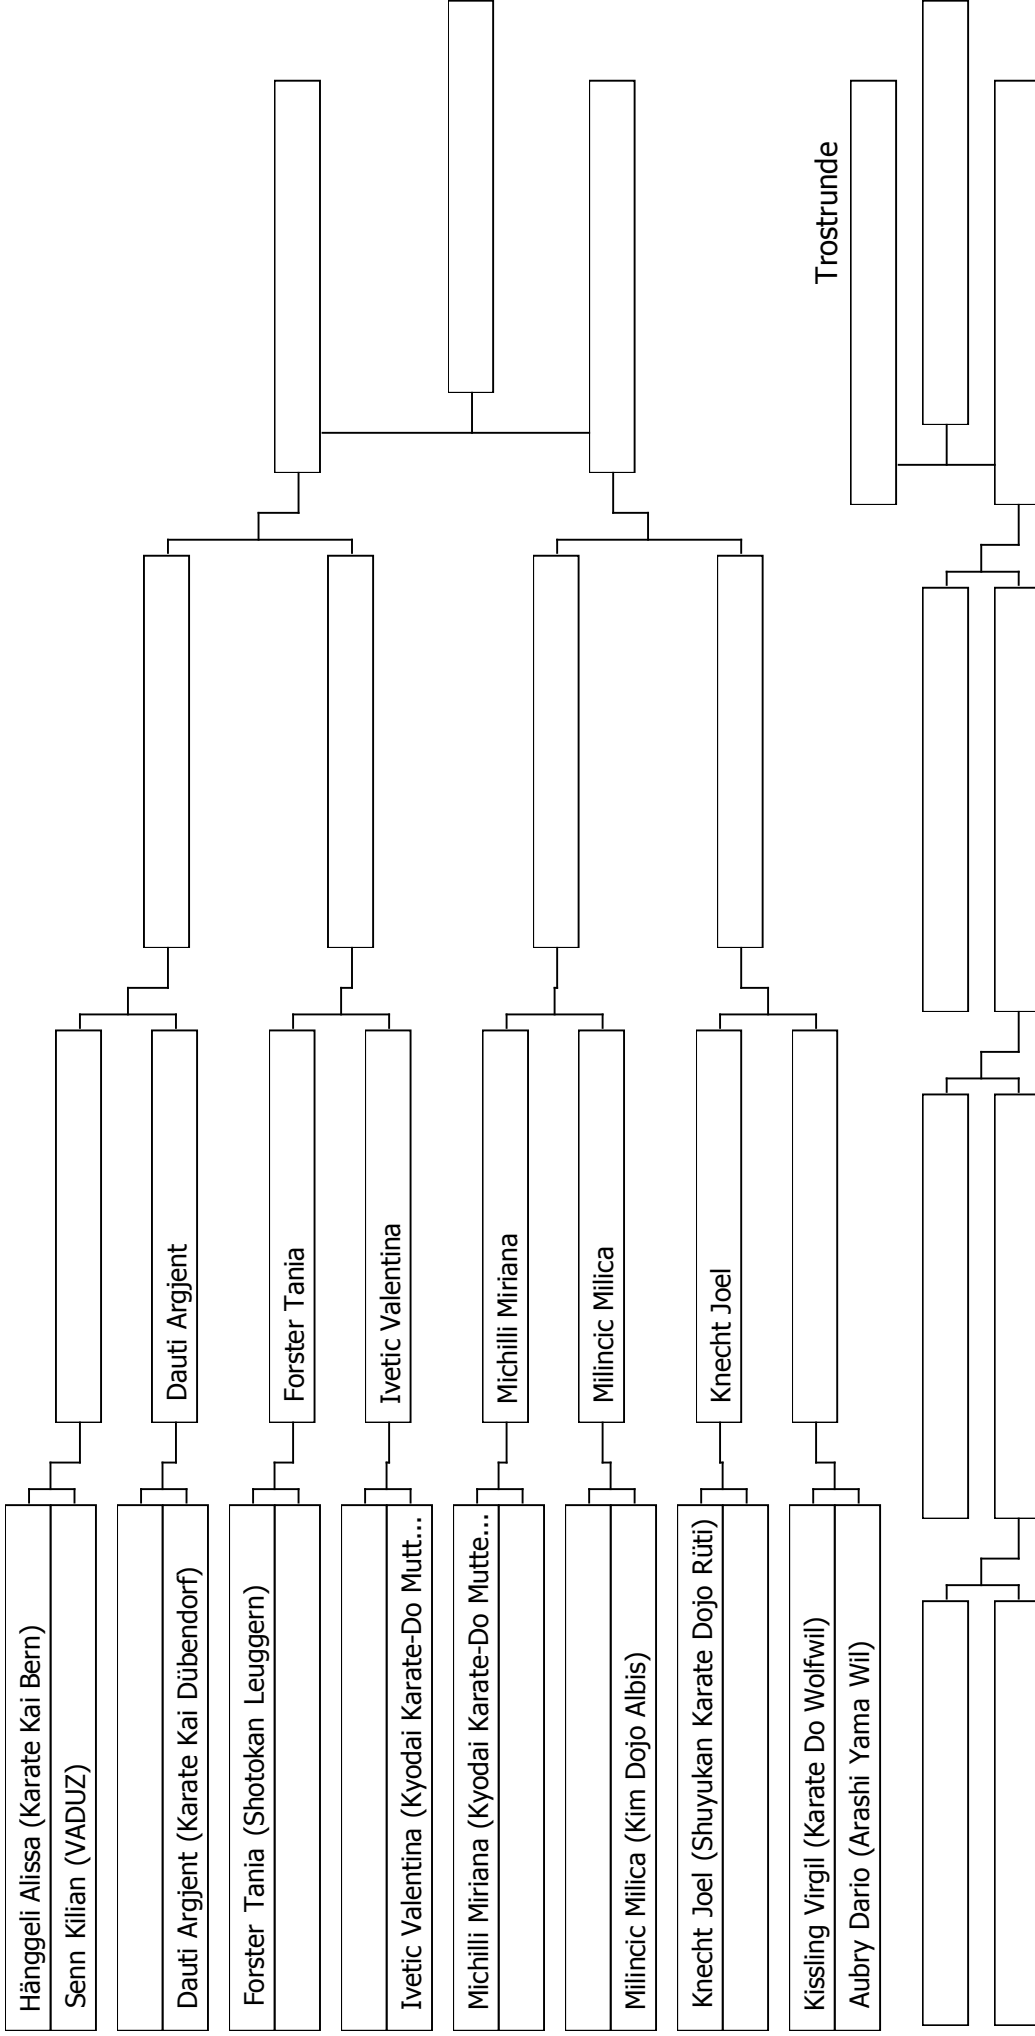 Hänggeli Alissa (Karate Kai Bern)
Senn Kilian (VADUZ)
Dauti Argjent (Karate Kai Dübendorf)
Forster Tania (Shotokan Leuggern)
Ivetic Valentina (Kyodai Karate-Do Mutt...
Michilli Miriana (Kyodai Karate-Do Mutte...
Milincic Milica (Kim Dojo Albis)
Knecht Joel (Shuyukan Karate Dojo Rüti)
Kissling Virgil (Karate Do Wolfwil)
Aubry Dario (Arashi Yama Wil)
Dauti Argjent
Forster Tania
Ivetic Valentina
Michilli Miriana
Milincic Milica
Knecht Joel
Trostrunde